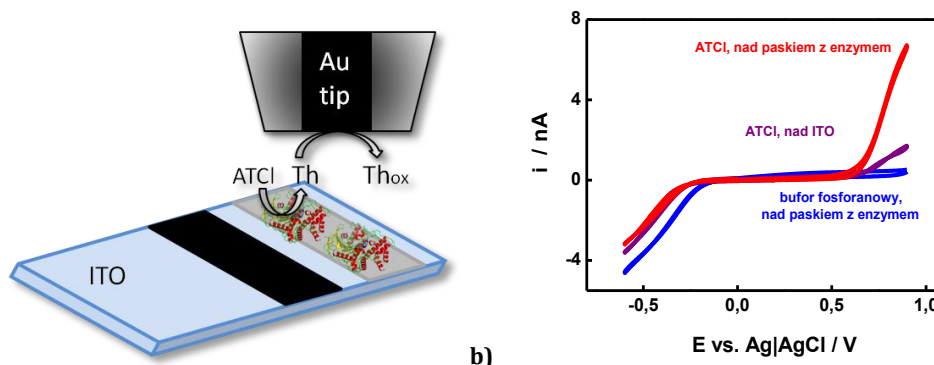 Au
tip
ATCl Th Thox
ITO
b)
i / nA
8
4
0
-4
ATCl, nad paskiem z enzymem
ATCl, nad ITO
bufor fosforanowy,
nad paskiem z enzymem
-0,5 0,0 0,5 1,0
E vs. Ag|AgCl / V